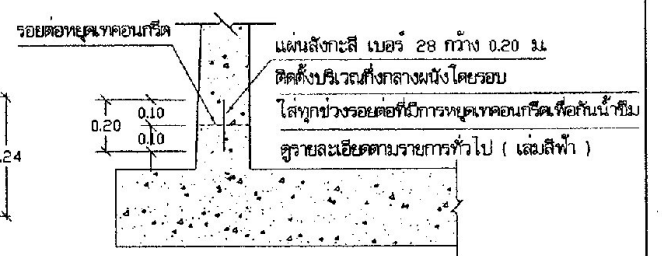 รอยต่อหยุดเทคอนกรีต
แผ่นสังกะสี เบอร์ 28 กว้าง 0.20 ม.
ติดตั้งบริเวณกึ่งกลางผนังโดยรอบ
ใส่ทุกช่วงรอยต่อที่มีการหยุดเทคอนกรีตเพื่อกันน้ำซึม
ดูรายละเอียดตามรายการทั่วไป ( เล่มสีฟ้า )
0.10
0.20
0.10
.24